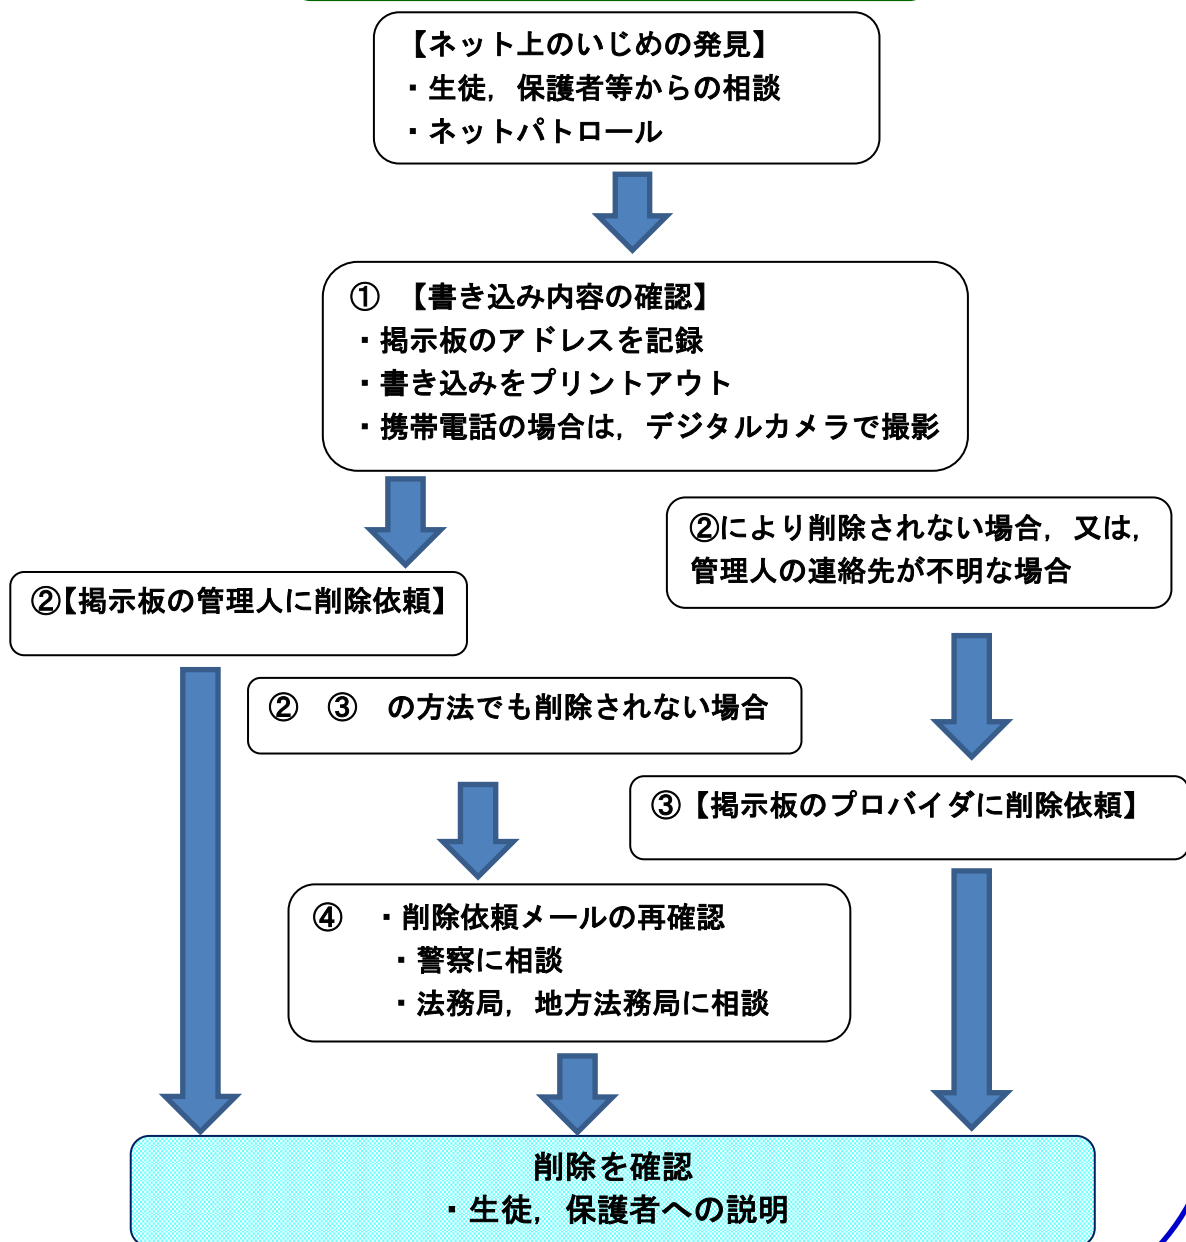 【ネット上のいじめの発見】
・生徒，保護者等からの相談
・ネットパトロール
① 【書き込み内容の確認】
・掲示板のアドレスを記録
・書き込みをプリントアウト
・携帯電話の場合は，デジタルカメラで撮影
②により削除されない場合，又は，
管理人の連絡先が不明な場合
②【掲示板の管理人に削除依頼】
② ③ の方法でも削除されない場合
③【掲示板のプロバイダに削除依頼】
④ ・削除依頼メールの再確認
・警察に相談
・法務局，地方法務局に相談
削除を確認
・生徒，保護者への説明